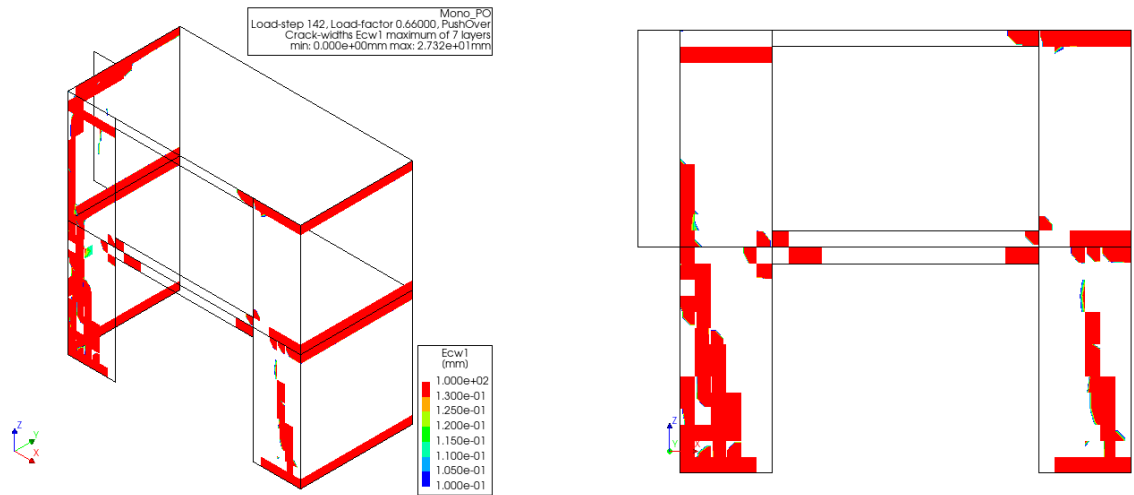 Mono_PO
Load-step 142, Load-factor 0.66000, PushOver
Crack-widths Ecw1 maximum of 7 layers
min: 0.000e+00mm max: 2.732e+01mm
Ecw1
(mm)
1.000e+02
1.300e-01
1.250e-01
1.200e-01
1.150e-01
1.100e-01
1.050e-01
1.000e-01
Z
Y
X
Z
Y
X